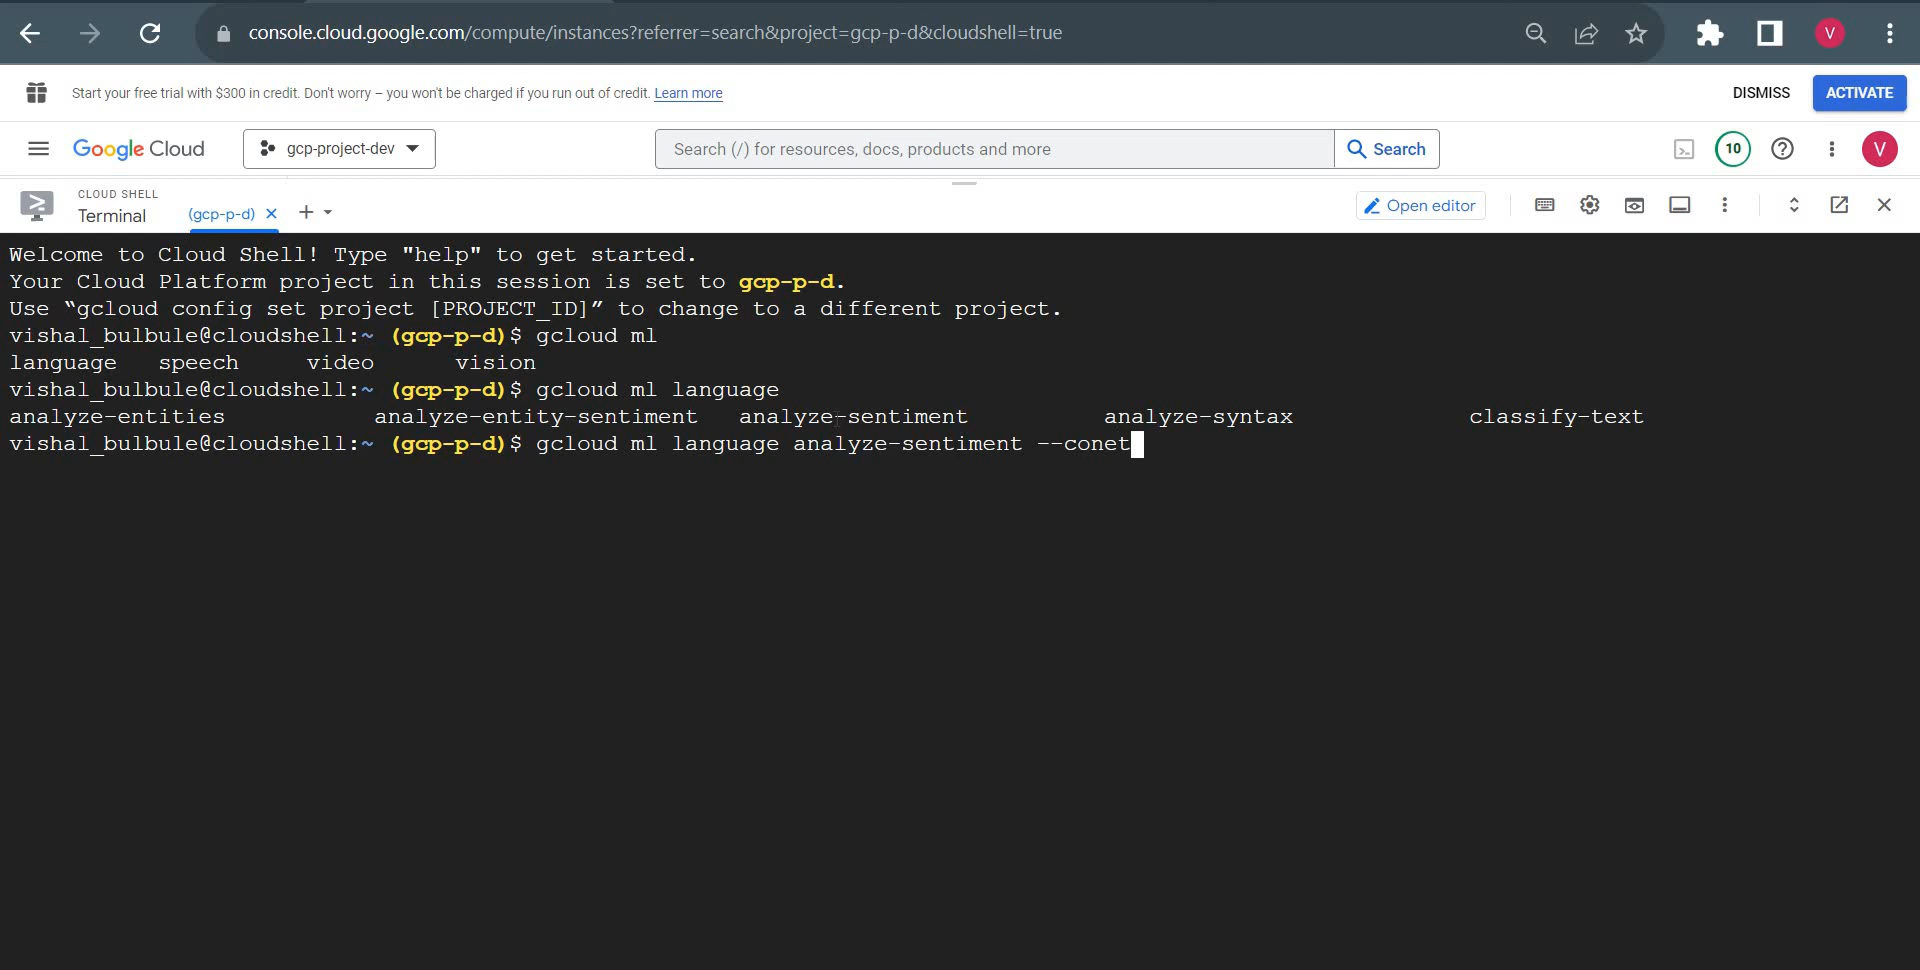 console.cloud.google.com/compute/instances?referrer=search&project=gcp-p-d&cloudshell=true
V
Start your free trial with $300 in credit. Don't worry – you won't be charged if you run out of credit. Learn more
DISMISS
ACTIVATE
Google Cloud
gcp-project-dev
Search (/) for resources, docs, products and more
Search
10
V
CLOUD SHELL
Terminal
(gcp-p-d)
Open editor
Welcome to Cloud Shell! Type "help" to get started.
Your Cloud Platform project in this session is set to gcp-p-d.
Use “gcloud config set project [PROJECT_ID]” to change to a different project.
vishal_bulbule@cloudshell:~ (gcp-p-d)$ gcloud ml
language speech video vision
vishal_bulbule@cloudshell:~ (gcp-p-d)$ gcloud ml language
analyze-entities analyze-entity-sentiment analyze-sentiment analyze-syntax classify-text
vishal_bulbule@cloudshell:~ (gcp-p-d)$ gcloud ml language analyze-sentiment --conet